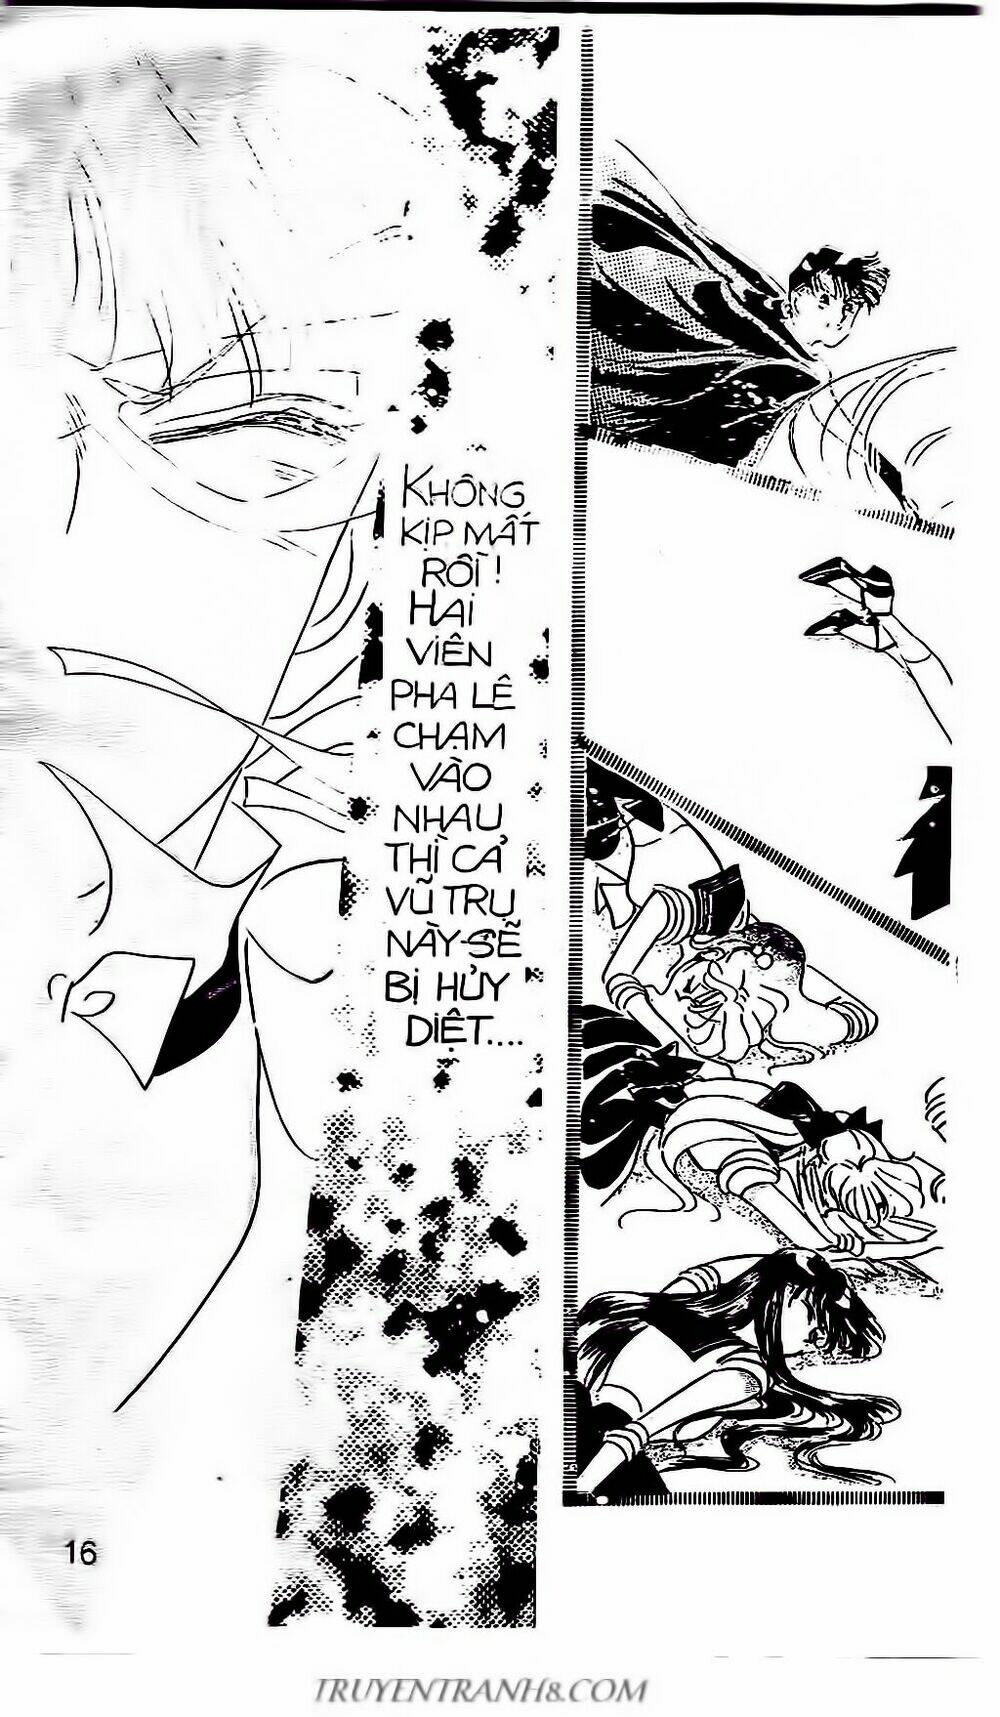 KHÔNG
KỊP MẤT
RỒI!
HAI
VIÊN
PHA LÊ
CHẠM
VÀO
NHAU
THÌ CẢ
VŨ TRỤ
NÀY SẼ
BỊ HỦY
DIỆT....
16
TRUYENTRANH8.COM